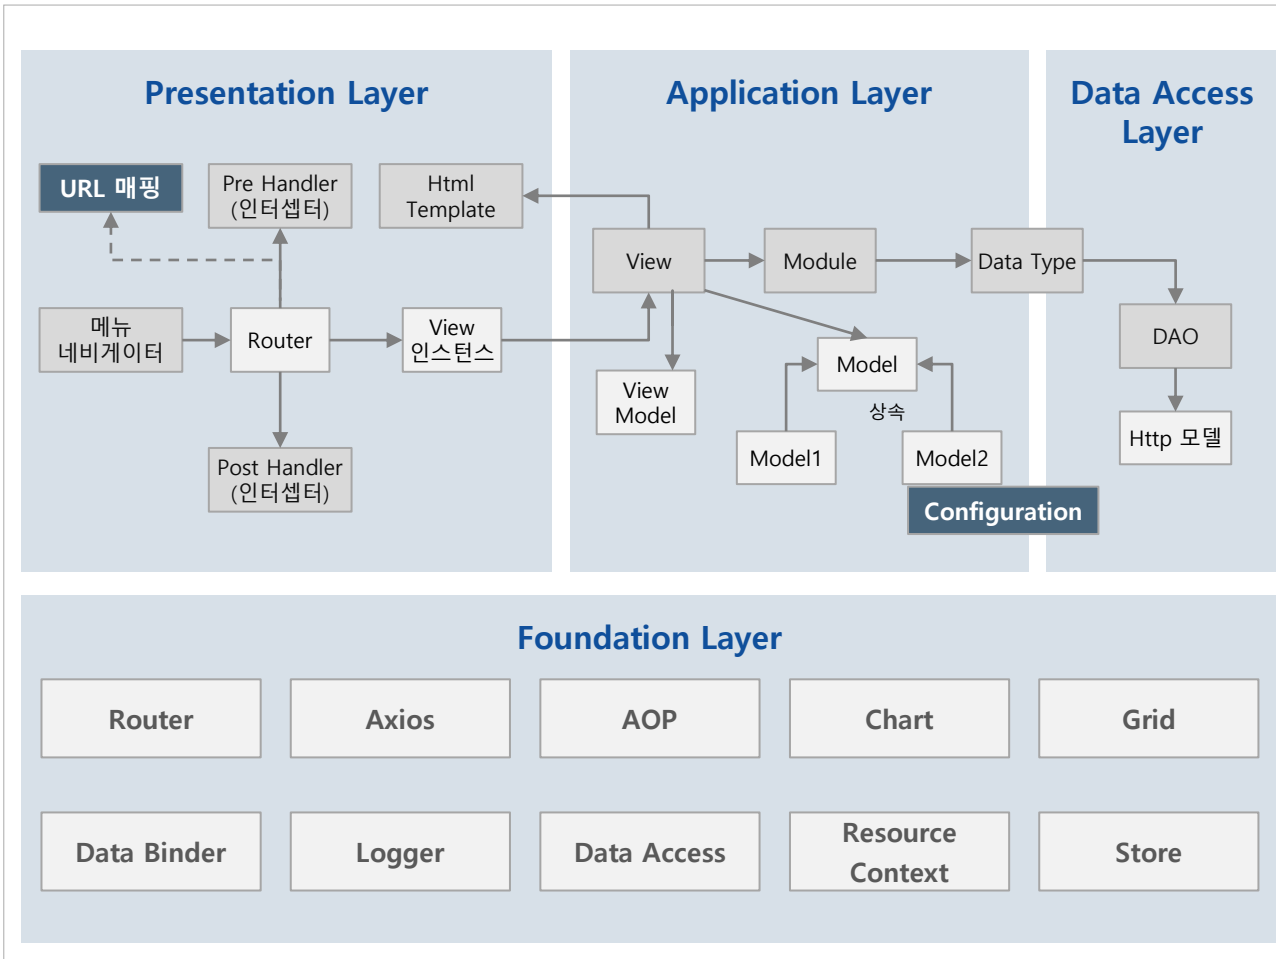 Presentation Layer
URL 매핑
Pre Handler
(인터셉터)
Html
Template
메뉴
네비게이터
Router
View
인스턴스
Post Handler
(인터셉터)
Application Layer
View
Module
Data Type
View
Model
Model
상속
Model1
Model2
Configuration
Data Access
Layer
DAO
Http 모델
Foundation Layer
Router
Axios
AOP
Chart
Grid
Data Binder
Logger
Data Access
Resource
Context
Store